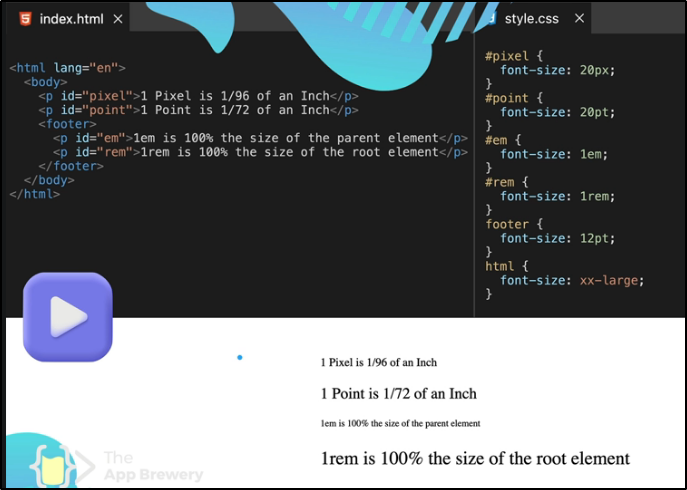 index.html ×
style.css ×
<html lang="en">
<body>
<p id="pixel">1 Pixel is 1/96 of an Inch</p>
<p id="point">1 Point is 1/72 of an Inch</p>
<footer>
<p id="em">1em is 100% the size of the parent element</p>
<p id="rem">1rem is 100% the size of the root element</p>
</footer>
</body>
</html>
#pixel {
font-size: 20px;
}
#point {
font-size: 20pt;
}
#em {
font-size: 1em;
}
#rem {
font-size: 1rem;
}
footer {
font-size: 12pt;
}
html {
font-size: xx-large;
}
1 Pixel is 1/96 of an Inch
1 Point is 1/72 of an Inch
1em is 100% the size of the parent element
1rem is 100% the size of the root element
The
App Brewery